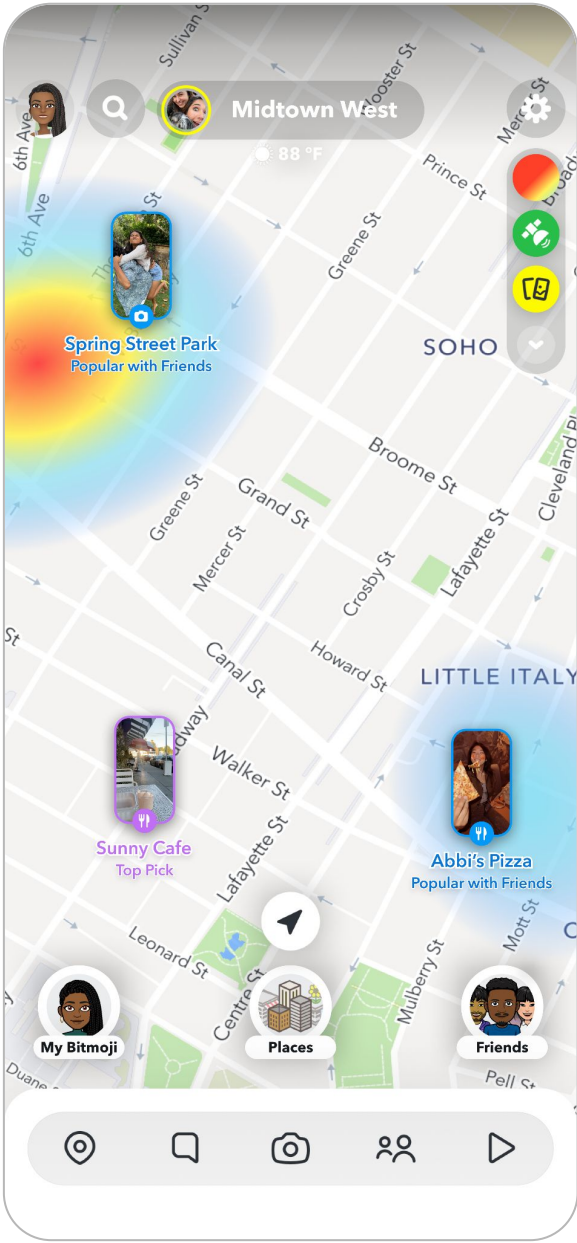 Sullivan St
Wooster St
6th Ave
Midtown West
Mercer St
88 °F
Prince St
6th Ave
Greene St
Spring Street Park
Popular with Friends
SOHO
Broome St
Cleveland Pl
Greene St
Grand St
Lafayette St
Mercer St
Crosby St
St
Howard St
Canal St
LITTLE ITALY
Walker St
Sunny Cafe
Top Pick
Abbi's Pizza
Popular with Friends
Lafayette St
Mott St
Leonard St
Centre St
Mulberry St
My Bitmoji
Places
Friends
Duane
Pell St